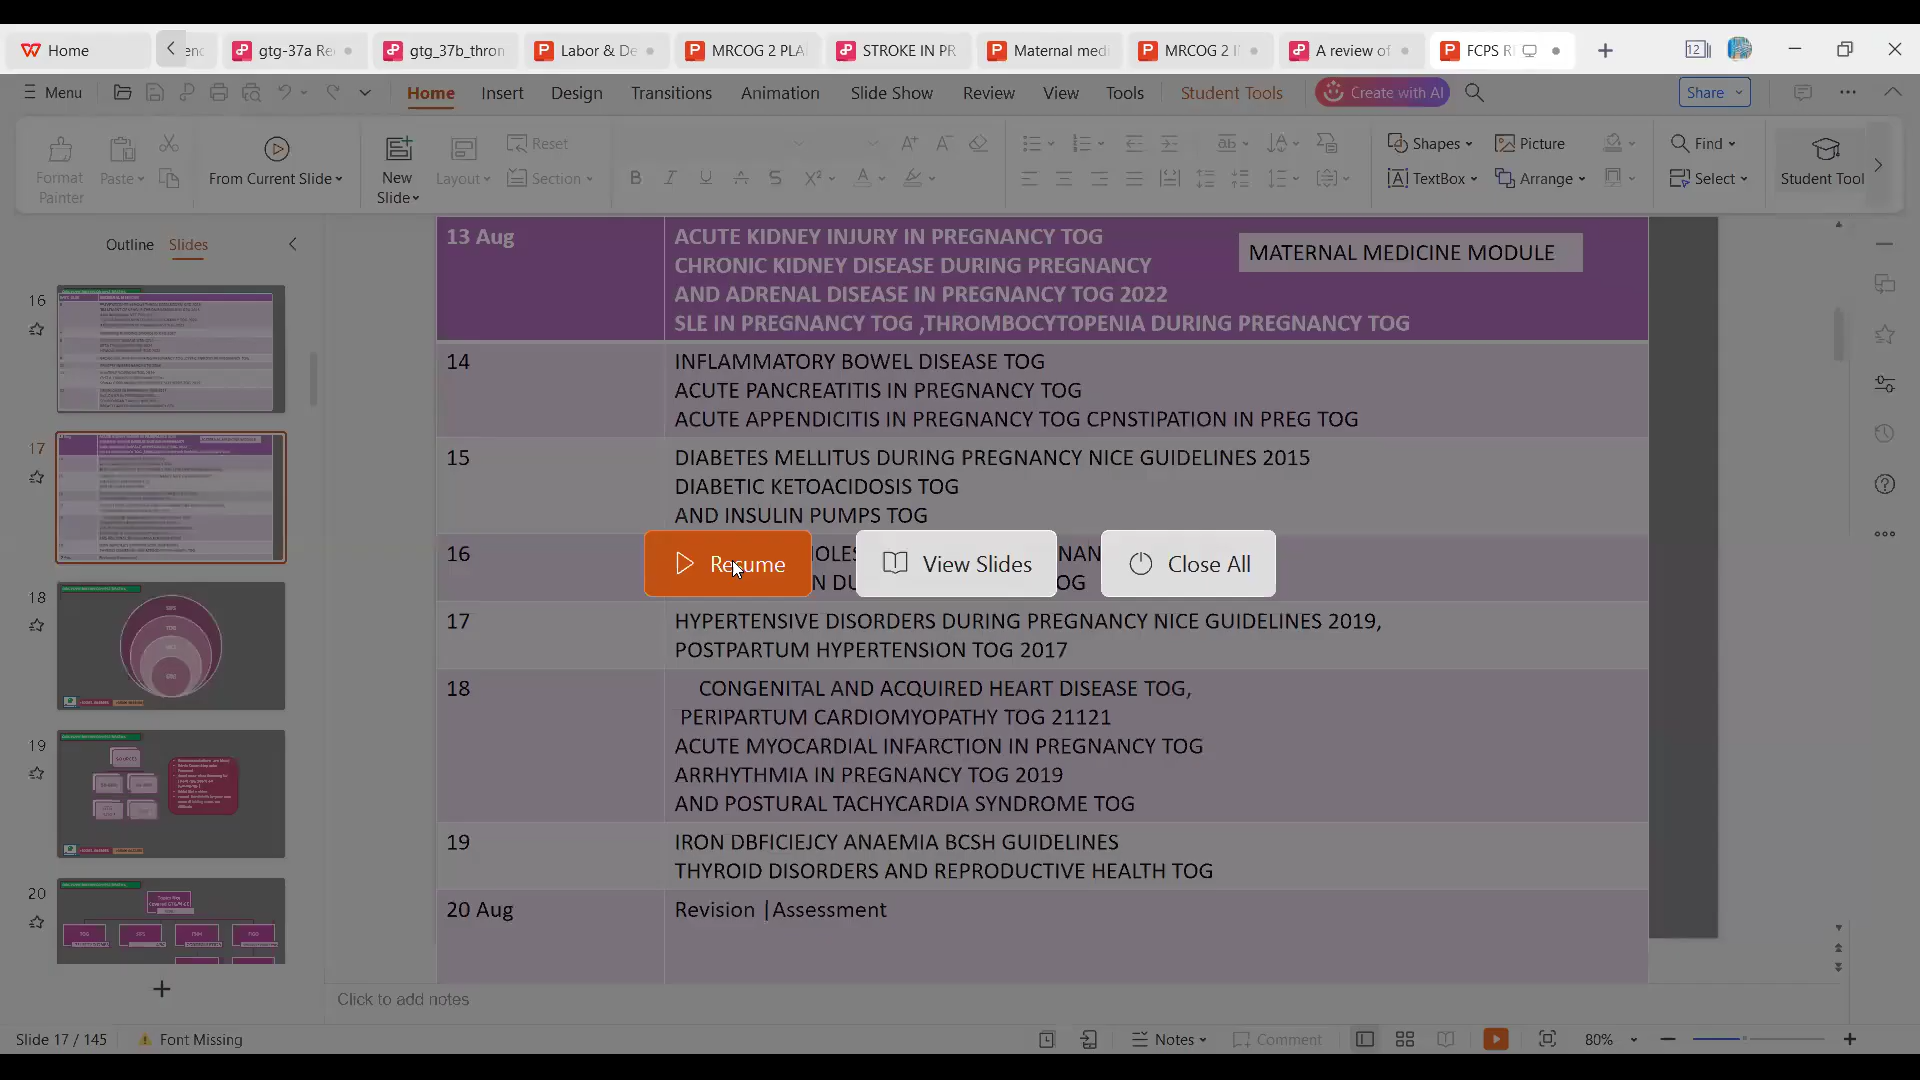 Home
gtg-37a Re
gtg_37b_thron
Labor & De
MRCOG 2 PLA
STROKE IN PR
Maternal medi
MRCOG 2 I
A review of
FCPS R
12
Menu
Home
Insert
Design
Transitions
Animation
Slide Show
Review
View
Tools
Student Tools
Create with AI
Share
Format
Painter
Paste
From Current Slide
New
Slide
Layout
Reset
Section
Shapes
Picture
TextBox
Arrange
Find
Select
Student Tool
Outline
Slides
16
17
18
19
20
13 Aug
ACUTE KIDNEY INJURY IN PREGNANCY TOG
CHRONIC KIDNEY DISEASE DURING PREGNANCY
AND ADRENAL DISEASE IN PREGNANCY TOG 2022
SLE IN PREGNANCY TOG ,THROMBOCYTOPENIA DURING PREGNANCY TOG
MATERNAL MEDICINE MODULE
14
INFLAMMATORY BOWEL DISEASE TOG
ACUTE PANCREATITIS IN PREGNANCY TOG
ACUTE APPENDICITIS IN PREGNANCY TOG CPNSTIPATION IN PREG TOG
15
DIABETES MELLITUS DURING PREGNANCY NICE GUIDELINES 2015
DIABETIC KETOACIDOSIS TOG
AND INSULIN PUMPS TOG
16
Resume
View Slides
Close All
17
HYPERTENSIVE DISORDERS DURING PREGNANCY NICE GUIDELINES 2019,
POSTPARTUM HYPERTENSION TOG 2017
18
CONGENITAL AND ACQUIRED HEART DISEASE TOG,
PERIPARTUM CARDIOMYOPATHY TOG 21121
ACUTE MYOCARDIAL INFARCTION IN PREGNANCY TOG
ARRHYTHMIA IN PREGNANCY TOG 2019
AND POSTURAL TACHYCARDIA SYNDROME TOG
19
IRON DBFICIEJCY ANAEMIA BCSH GUIDELINES
THYROID DISORDERS AND REPRODUCTIVE HEALTH TOG
20 Aug
Revision |Assessment
Click to add notes
Slide 17 / 145
Font Missing
Notes
Comment
80%